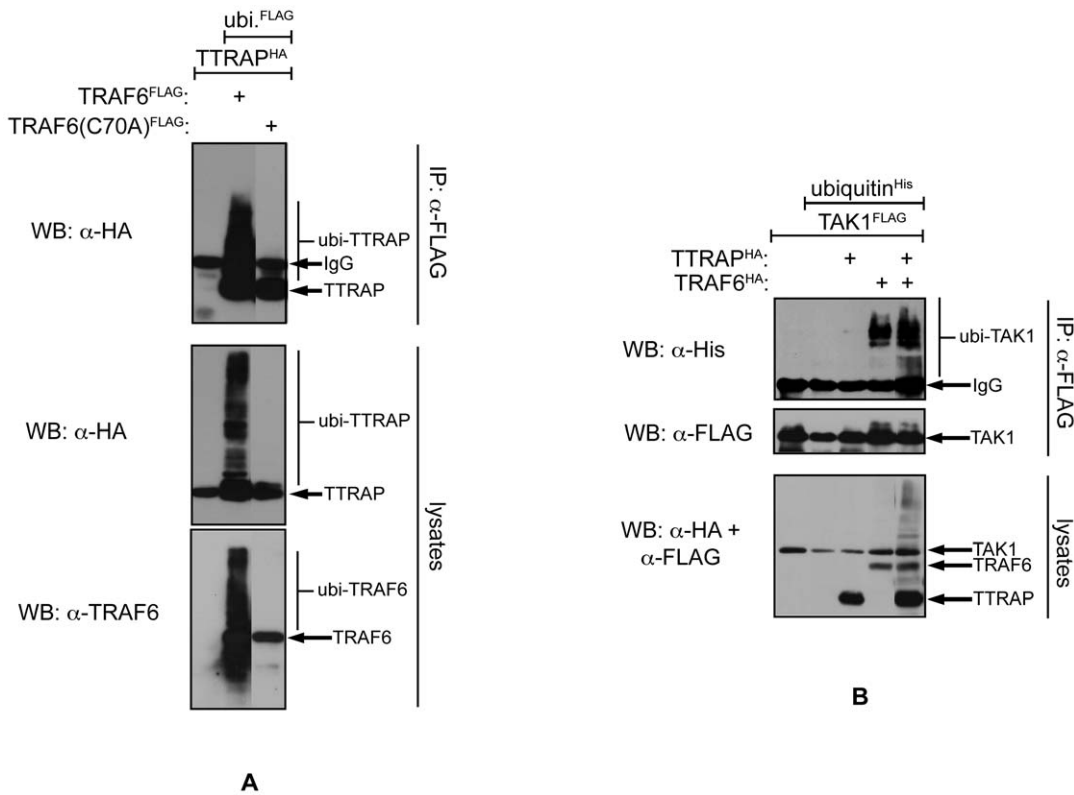 ubi.FLAG
TTRAPHA
TRAF6FLAG: +
TRAF6(C70A)FLAG: +
WB: α-HA
ubi-TTRAP
IgG
TTRAP
IP: α-FLAG
WB: α-HA
ubi-TTRAP
TTRAP
WB: α-TRAF6
ubi-TRAF6
TRAF6
lysates
A
ubiquitinHis
TAK1FLAG
TTRAPHA: + +
TRAF6HA: + +
WB: α-His
ubi-TAK1
IgG
WB: α-FLAG
TAK1
IP: α-FLAG
WB: α-HA +
α-FLAG
TAK1
TRAF6
TTRAP
lysates
B